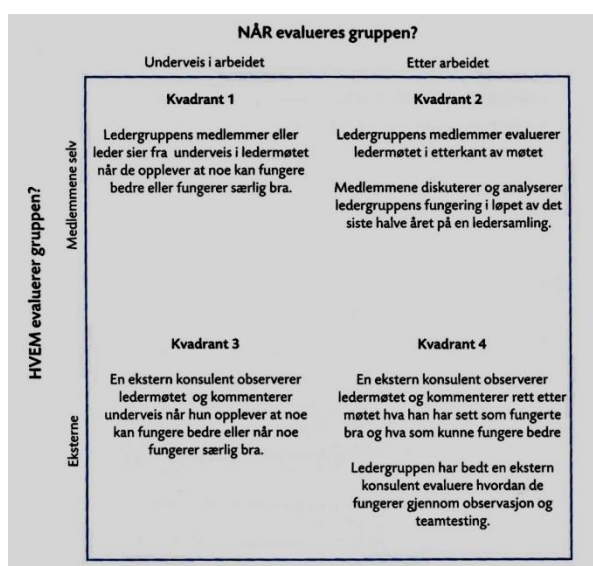 NÅR evalueres gruppen?
Underveis i arbeidet
Etter arbeidet
HVEM evaluerer gruppen?
Medlemmene selv
Kvadrant 1
Ledergruppens medlemmer eller
leder sier fra underveis i ledermøtet
når de opplever at noe kan fungere
bedre eller fungerer særlig bra.
Kvadrant 2
Ledergruppens medlemmer evaluerer
ledermøtet i etterkant av møtet
Medlemmene diskuterer og analyserer
ledergruppens fungering i løpet av det
siste halve året på en ledersamling.
Eksterne
Kvadrant 3
En ekstern konsulent observerer
ledermøtet og kommenterer
underveis når hun opplever at noe
kan fungere bedre eller når noe
fungerer særlig bra.
Kvadrant 4
En ekstern konsulent observerer
ledermøtet og kommenterer rett etter
møtet hva han har sett som fungerte
bra og hva som kunne fungere bedre
Ledergruppen har bedt en ekstern
konsulent evaluere hvordan de
fungerer gjennom observasjon og
teamtesting.